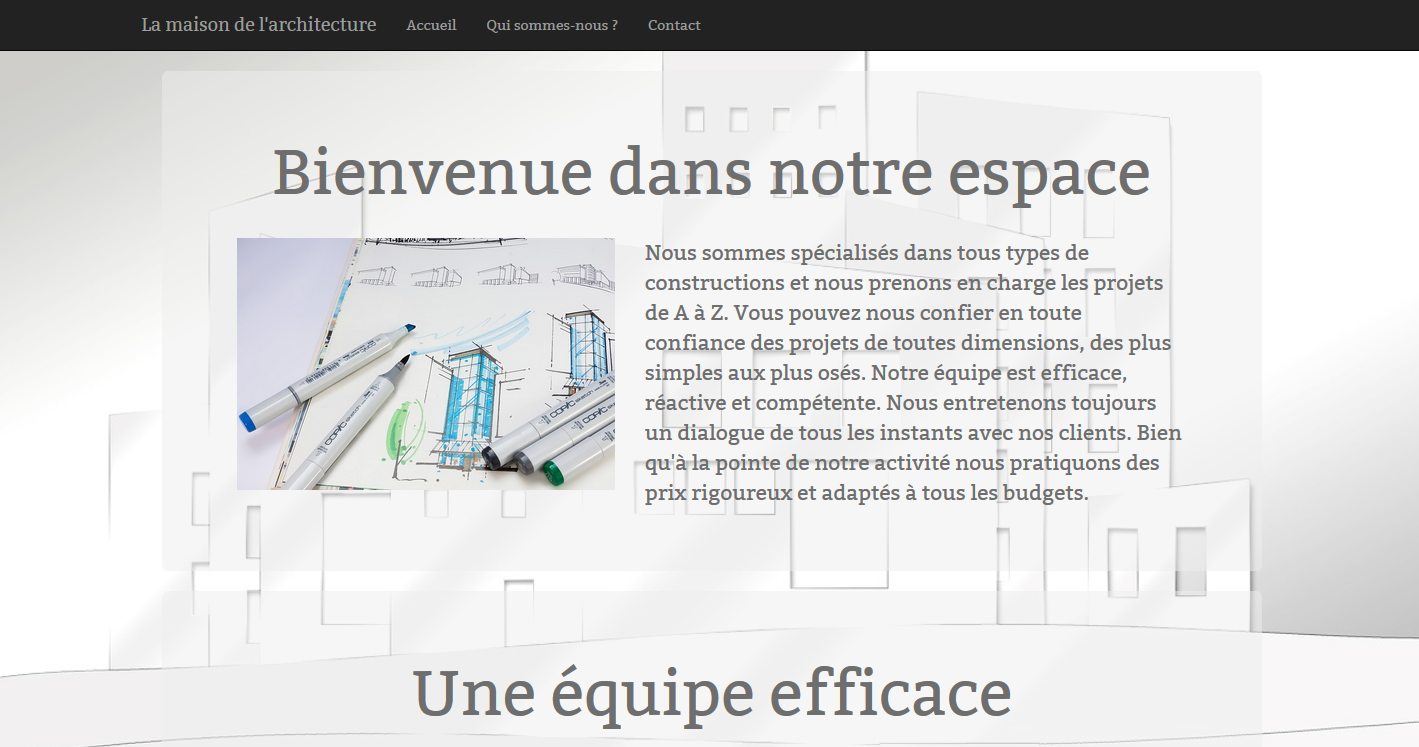 La maison de l'architecture Accueil Qui sommes-nous ? Contact
Bienvenue dans notre espace
Nous sommes spécialisés dans tous types de
constructions et nous prenons en charge les projets
de A à Z. Vous pouvez nous confier en toute
confiance des projets de toutes dimensions, des plus
simples aux plus osés. Notre équipe est efficace,
réactive et compétente. Nous entretenons toujours
un dialogue de tous les instants avec nos clients. Bien
qu'à la pointe de notre activité nous pratiquons des
prix rigoureux et adaptés à tous les budgets.
COPIC
COPIC
COPIC
COPIC
Une équipe efficace